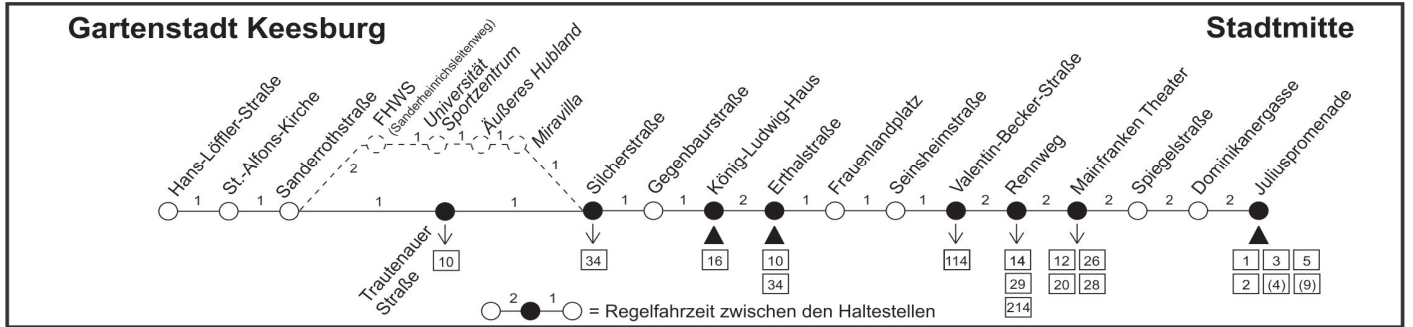 Gartenstadt Keesburg
Stadtmitte
Hans-Löffler-Straße
St.-Alfons-Kirche
Sanderrothstraße
FHWS
(Sanderheinrichsleitenweg)
Universität
Sportzentrum
Äußeres Hubland
Miravilla
Silcherstraße
Gegenbaurstraße
König-Ludwig-Haus
Erthalstraße
Frauenlandplatz
Seinsheimstraße
Valentin-Becker-Straße
Rennweg
Mainfranken Theater
Spiegelstraße
Dominikanergasse
Juliuspromenade
2 1 1 1 1
1 1 1 1 1 1 2 1 1 1 2 2 2 2 2
Trautenauer
Straße
10 34 16 10 114 14 12 26 1 3 5
34 29 20 28 2 (4) (9)
214
2 1 = Regelfahrzeit zwischen den Haltestellen